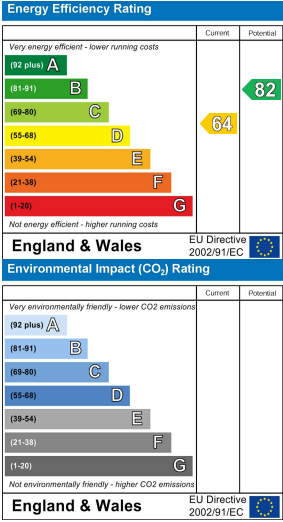 Energy Efficiency Rating
Current Potential
Very energy efficient - lower running costs
(92 plus) A
(81-91) B
82
(69-80) C
64
(55-68) D
(39-54) E
(21-38) F
(1-20) G
Not energy efficient - higher running costs
England & Wales
EU Directive
2002/91/EC
Environmental Impact (CO₂) Rating
Current Potential
Very environmentally friendly - lower CO2 emissions
(92 plus) A
(81-91) B
(69-80) C
(55-68) D
(39-54) E
(21-38) F
(1-20) G
Not environmentally friendly - higher CO2 emissions
England & Wales
EU Directive
2002/91/EC